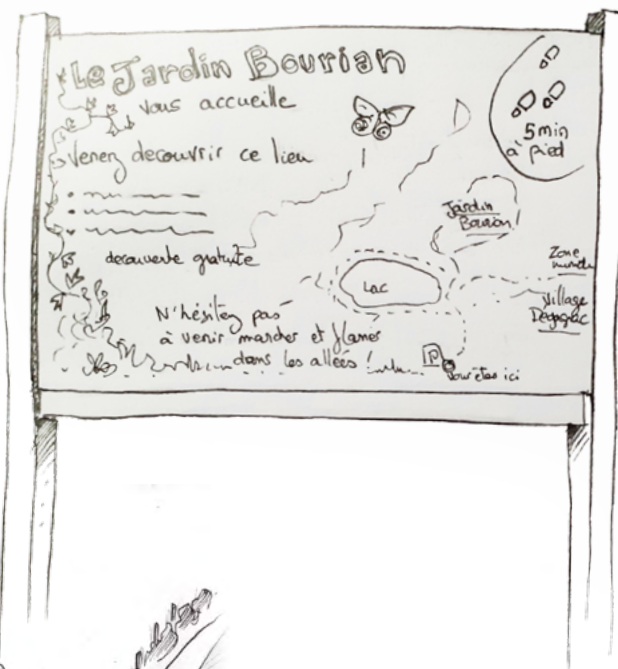 Le Jardin Bourian
vous accueille
Venez decouvrir ce lieu
decouverte gratuite
N'hésitez pas
à venir marcher et flaner
dans les allées !
5 min
à pied
Jardin
Bourian
Lac
Zone
Village
Degagnac
P
Vous êtes ici